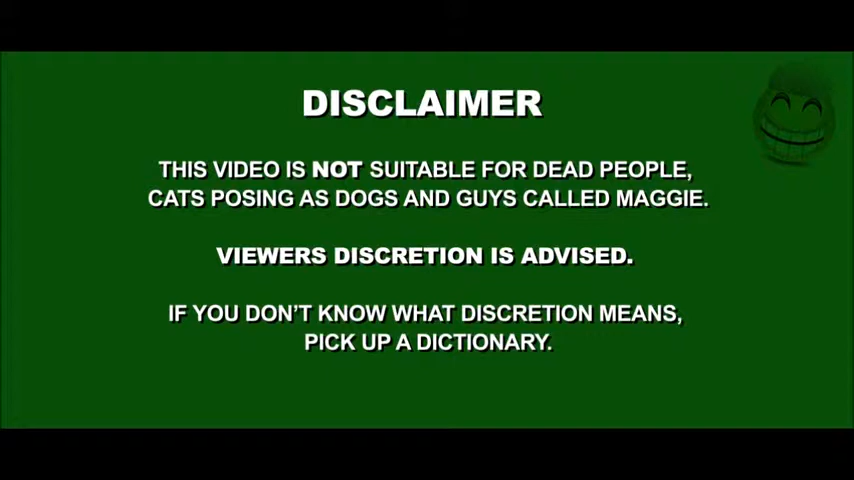 DISCLAIMER
THIS VIDEO IS NOT SUITABLE FOR DEAD PEOPLE,
CATS POSING AS DOGS AND GUYS CALLED MAGGIE.
VIEWERS DISCRETION IS ADVISED.
IF YOU DON'T KNOW WHAT DISCRETION MEANS,
PICK UP A DICTIONARY.